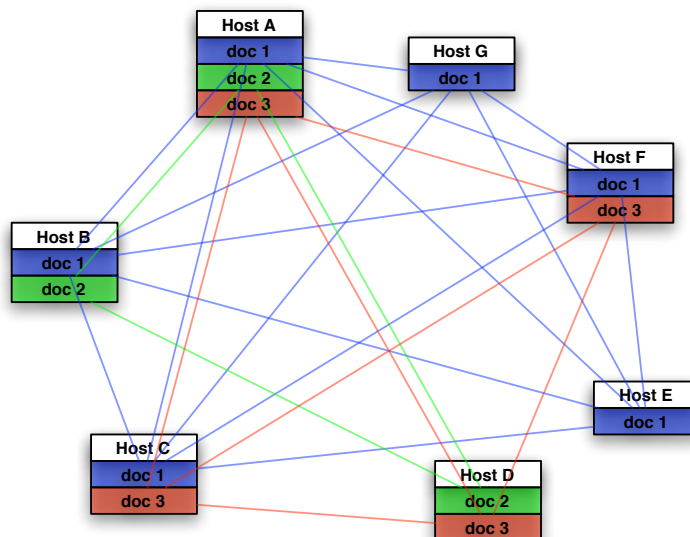 Host A
doc 1
doc 2
doc 3
Host G
doc 1
Host F
doc 1
doc 3
Host B
doc 1
doc 2
Host E
doc 1
Host C
doc 1
doc 3
Host D
doc 2
doc 3